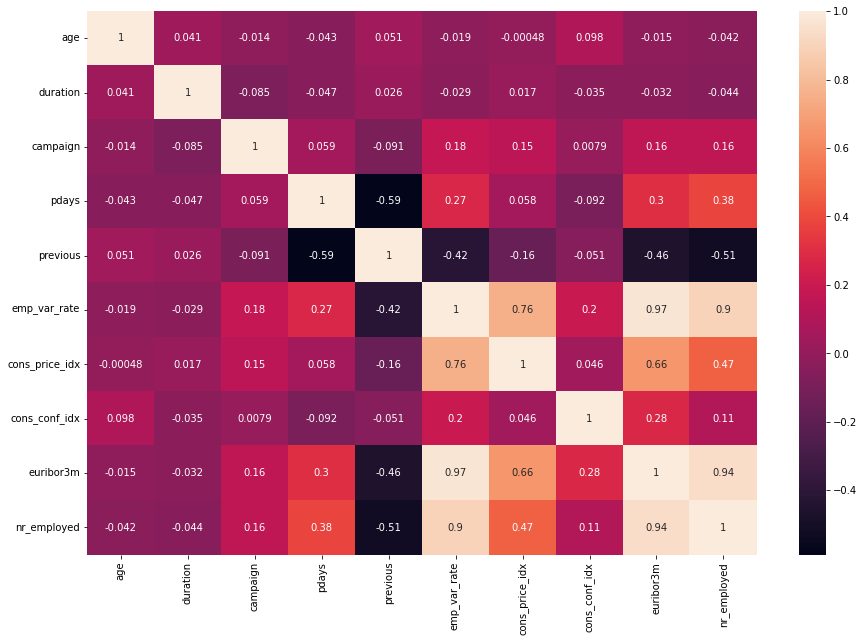 age 1 0.041 -0.014 -0.043 0.051 -0.019 -0.00048 0.098 -0.015 -0.042
duration 0.041 1 -0.085 -0.047 0.026 -0.029 0.017 -0.035 -0.032 -0.044
campaign -0.014 -0.085 1 0.059 -0.091 0.18 0.15 0.0079 0.16 0.16
pdays -0.043 -0.047 0.059 1 -0.59 0.27 0.058 -0.092 0.3 0.38
previous 0.051 0.026 -0.091 -0.59 1 -0.42 -0.16 -0.051 -0.46 -0.51
emp_var_rate -0.019 -0.029 0.18 0.27 -0.42 1 0.76 0.2 0.97 0.9
cons_price_idx -0.00048 0.017 0.15 0.058 -0.16 0.76 1 0.046 0.66 0.47
cons_conf_idx 0.098 -0.035 0.0079 -0.092 -0.051 0.2 0.046 1 0.28 0.11
euribor3m -0.015 -0.032 0.16 0.3 -0.46 0.97 0.66 0.28 1 0.94
nr_employed -0.042 -0.044 0.16 0.38 -0.51 0.9 0.47 0.11 0.94 1
age
duration
campaign
pdays
previous
emp_var_rate
cons_price_idx
cons_conf_idx
euribor3m
nr_employed
1.0
0.8
0.6
0.4
0.2
0.0
−0.2
−0.4